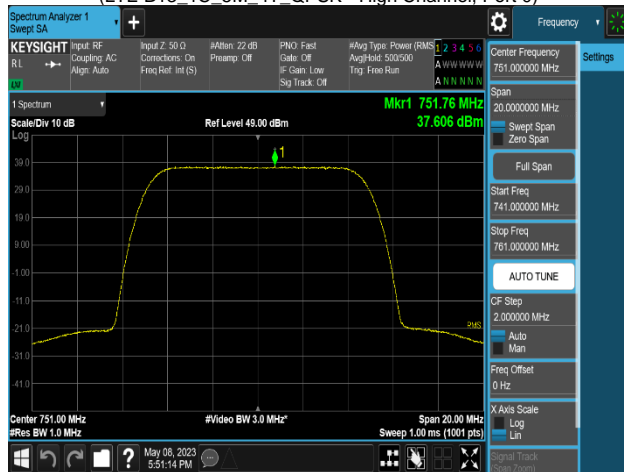 Spectrum Analyzer 1
Swept SA
+
Frequency
KEYSIGHT
RL
Input: RF
Coupling: AC
Align: Auto
Input Z: 50 Ω
Corrections: On
Freq Ref: Int (S)
#Atten: 22 dB
Preamp: Off
PNO: Fast
Gate: Off
IF Gain: Low
Sig Track: Off
#Avg Type: Power (RMS
Avg|Hold: 500/500
Trig: Free Run
1 2 3 4 5 6
A W W W W W
A N N N N N
LVI
1 Spectrum
Scale/Div 10 dB
Log
Ref Level 49.00 dBm
Mkr1 751.76 MHz
37.606 dBm
1
39.0
29.0
19.0
9.00
-1.00
-11.0
-21.0
-31.0
-41.0
RMS
Center 751.00 MHz
#Res BW 1.0 MHz
#Video BW 3.0 MHz*
Span 20.00 MHz
Sweep 1.00 ms (1001 pts)
May 08, 2023
5:51:14 PM
?
Center Frequency
751.000000 MHz
Settings
Span
20.0000000 MHz
Swept Span
Zero Span
Full Span
Start Freq
741.000000 MHz
Stop Freq
761.000000 MHz
AUTO TUNE
CF Step
2.000000 MHz
Auto
Man
Freq Offset
0 Hz
X Axis Scale
Log
Lin
Signal Track
(Span Zoom)